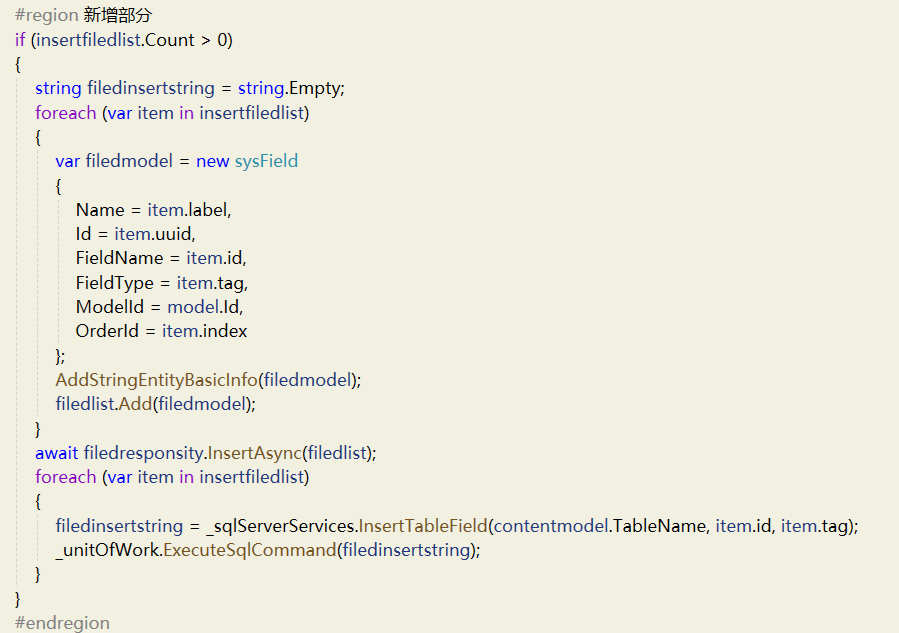 #region 新增部分
if (insertfiledlist.Count > 0)
{
string filedinsertstring = string.Empty;
foreach (var item in insertfiledlist)
{
var filedmodel = new sysField
{
Name = item.label,
Id = item.uuid,
FieldName = item.id,
FieldType = item.tag,
ModelId = model.Id,
OrderId = item.index
};
AddStringEntityBasicInfo(filedmodel);
filedlist.Add(filedmodel);
}
await filedresponsity.InsertAsync(filedlist);
foreach (var item in insertfiledlist)
{
filedinsertstring = _sqlServerServices.InsertTableField(contentmodel.TableName, item.id, item.tag);
_unitOfWork.ExecuteSqlCommand(filedinsertstring);
}
}
#endregion